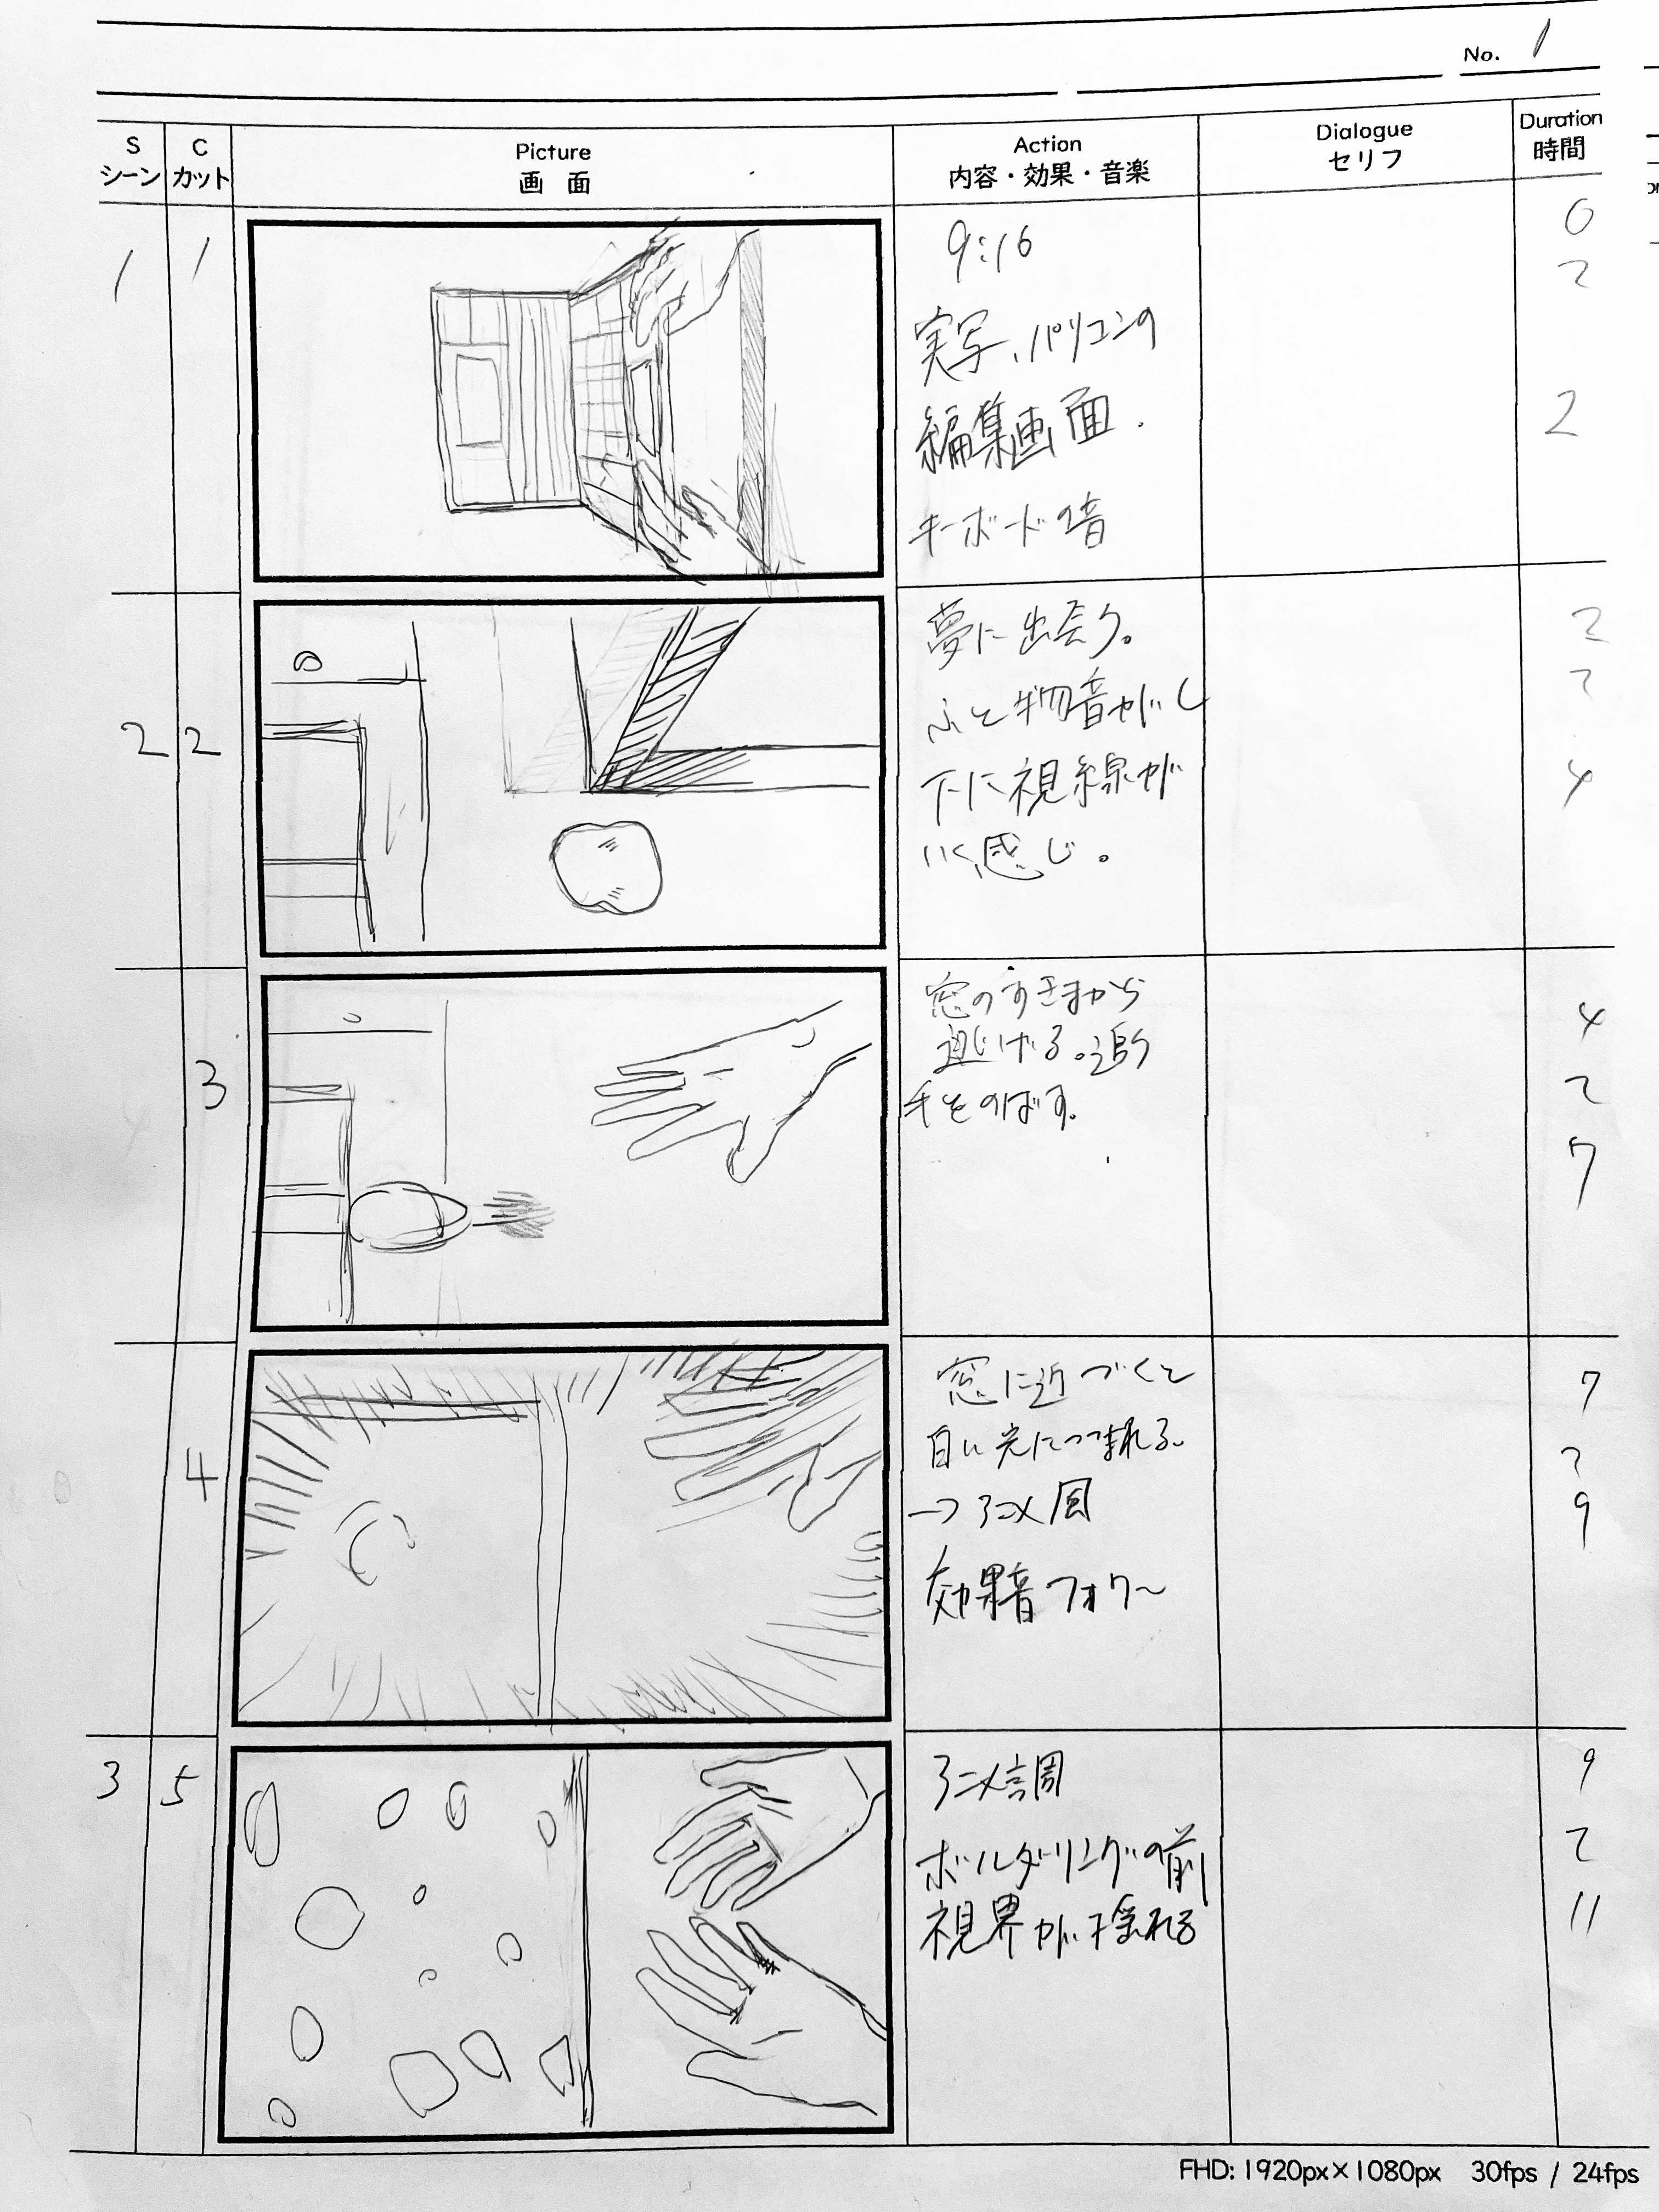 No. 1
S シーン
C カット
Picture 画面
Action 内容・効果・音楽
Dialogue セリフ
Duration 時間
1
1
9:16
実写、パソコンの
編集画面.
キーボードの音
0
2
2
2
2
夢に出会う。
ふと物音がし
下に視線が
いく感じ。
2
2
4
3
窓のすきまから
逃げる。追う
手をのばす。
4
2
7
4
窓に近づくと
白い光につつまれる。
→アニメ風
効果音フォワ〜
7
2
9
3
5
アニメ調
ボルダリングの前
視界が揺れる
9
2
11
FHD: 1920px×1080px 30fps / 24fps